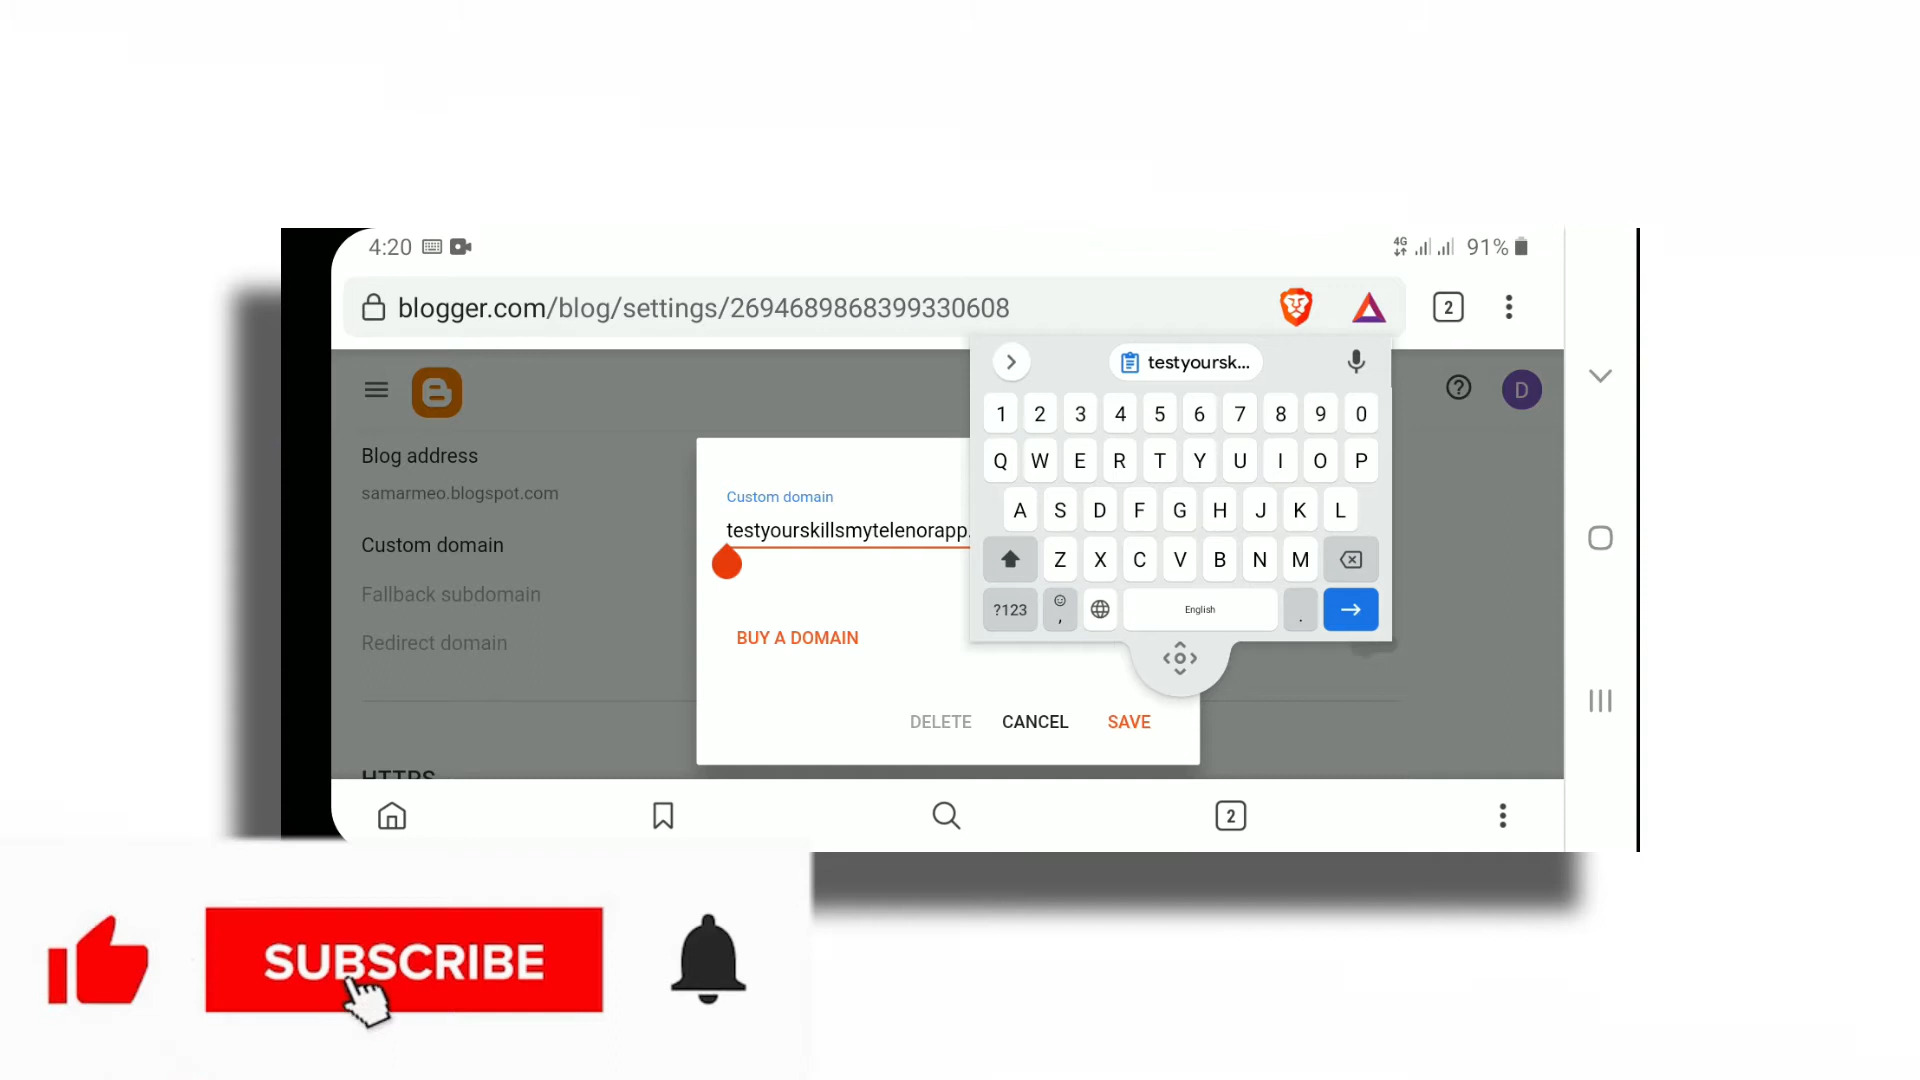 4:20 4G 91%
blogger.com/blog/settings/2694689868399330608 2
testyoursk...
D
1 2 3 4 5 6 7 8 9 0
Q W E R T Y U I O P
A S D F G H J K L
Z X C V B N M
?123 , English .
Blog address
samarmeo.blogspot.com
Custom domain
Fallback subdomain
Redirect domain
HTTPS
Custom domain
testyourskillsmytelenorapp.
BUY A DOMAIN
DELETE CANCEL SAVE
2
SUBSCRIBE